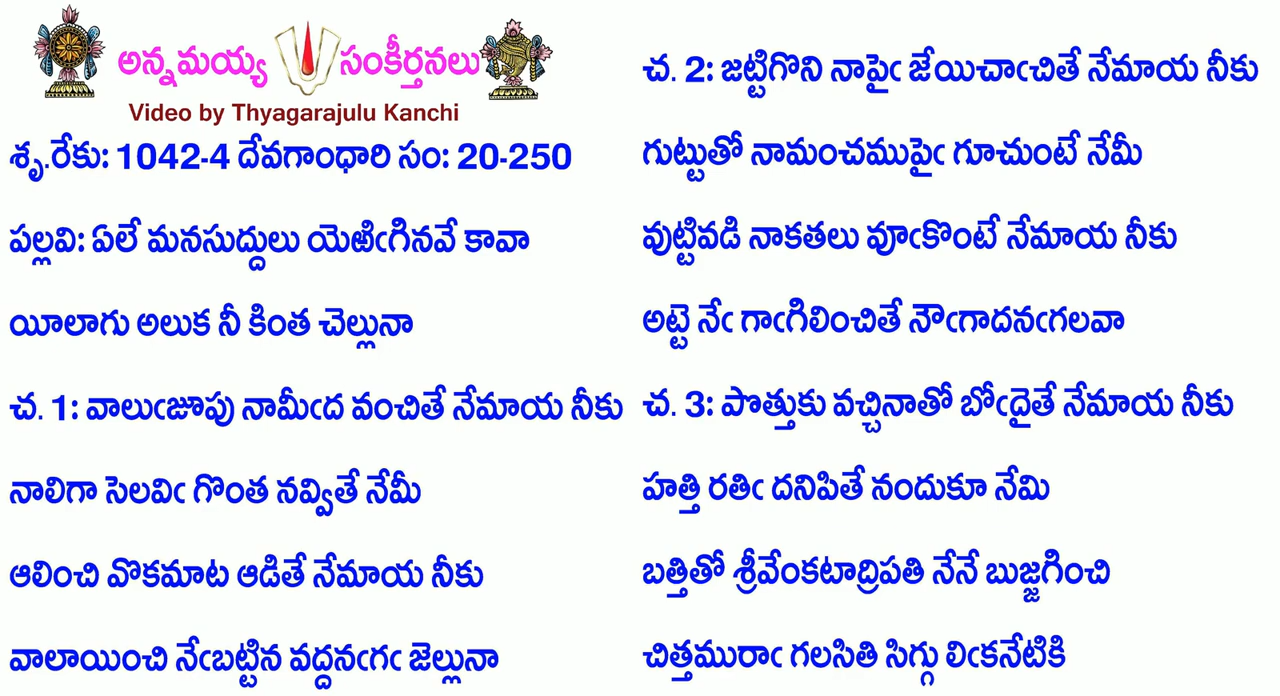 అన్నమయ్య సంకీర్తనలు
Video by Thyagarajulu Kanchi
శృ.రేకు: 1042-4 దేవగాంధారి సం: 20-250
పల్లవి: ఏలే మనసుద్దులు యెఱిఁగినవే కావా
యీలాగు అలుక నీ కింత చెల్లునా
చ. 1: వాలుఁజూపు నామీఁద వంచితే నేమాయ నీకు
నాలిగా సెలవిఁ గొంత నవ్వితే నేమీ
ఆలించి వొకమాట ఆడితే నేమాయ నీకు
వాలాయించి నేఁబట్టిన వద్దనఁగఁ జెల్లునా
చ. 2: జట్టిగొని నాపైఁ జేయిచాఁచితే నేమాయ నీకు
గుట్టుతో నామంచముపైఁ గూచుంటే నేమీ
వుట్టివడి నాకతలు వూఁకొంటే నేమాయ నీకు
అట్టె నేఁ గాఁగిలించితే నౌఁగాదనఁగలవా
చ. 3: పొత్తుకు వచ్చినాతో బోఁదైతే నేమాయ నీకు
హత్తి రతిఁ దనిపితే నందుకూ నేమి
బత్తితో శ్రీవేంకటాద్రిపతి నేనే బుజ్జగించి
చిత్తమురాఁ గలసితి సిగ్గు లిఁకనేటికి